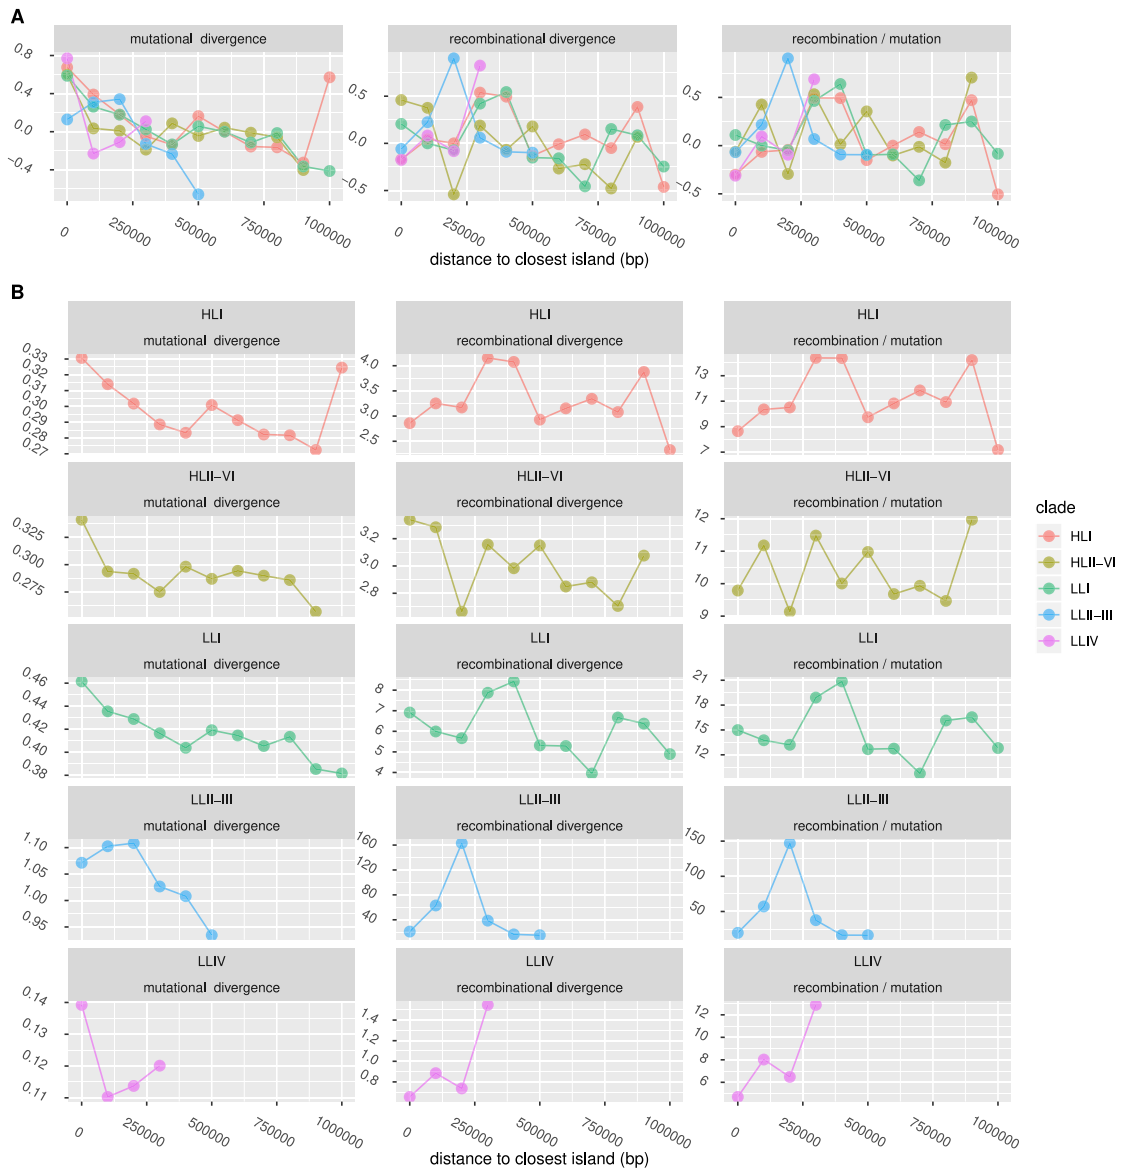 A
mutational divergence
recombinational divergence
recombination / mutation
0.8
0.4
0.0
−0.4
0.5
0.0
−0.5
0.5
0.0
−0.5
0 250000 500000 750000 1000000
0 250000 500000 750000 1000000
0 250000 500000 750000 1000000
distance to closest island (bp)
B
HLI
mutational divergence
0.33
0.32
0.31
0.30
0.29
0.28
0.27
HLI
recombinational divergence
4.0
3.5
3.0
2.5
HLI
recombination / mutation
13
11
9
7
HLII−VI
mutational divergence
0.325
0.300
0.275
HLII−VI
recombinational divergence
3.2
3.0
2.8
HLII−VI
recombination / mutation
12
11
10
9
clade
HLI
HLII−VI
LLI
LLII−III
LLIV
LLI
mutational divergence
0.46
0.44
0.42
0.40
0.38
LLI
recombinational divergence
8
7
6
5
4
LLI
recombination / mutation
21
18
15
12
LLII−III
mutational divergence
1.10
1.05
1.00
0.95
LLII−III
recombinational divergence
160
120
80
40
LLII−III
recombination / mutation
150
100
50
LLIV
mutational divergence
0.14
0.13
0.12
0.11
LLIV
recombinational divergence
1.4
1.2
1.0
0.8
LLIV
recombination / mutation
12
8
6
0 250000 500000 750000 1000000
0 250000 500000 750000 1000000
0 250000 500000 750000 1000000
distance to closest island (bp)